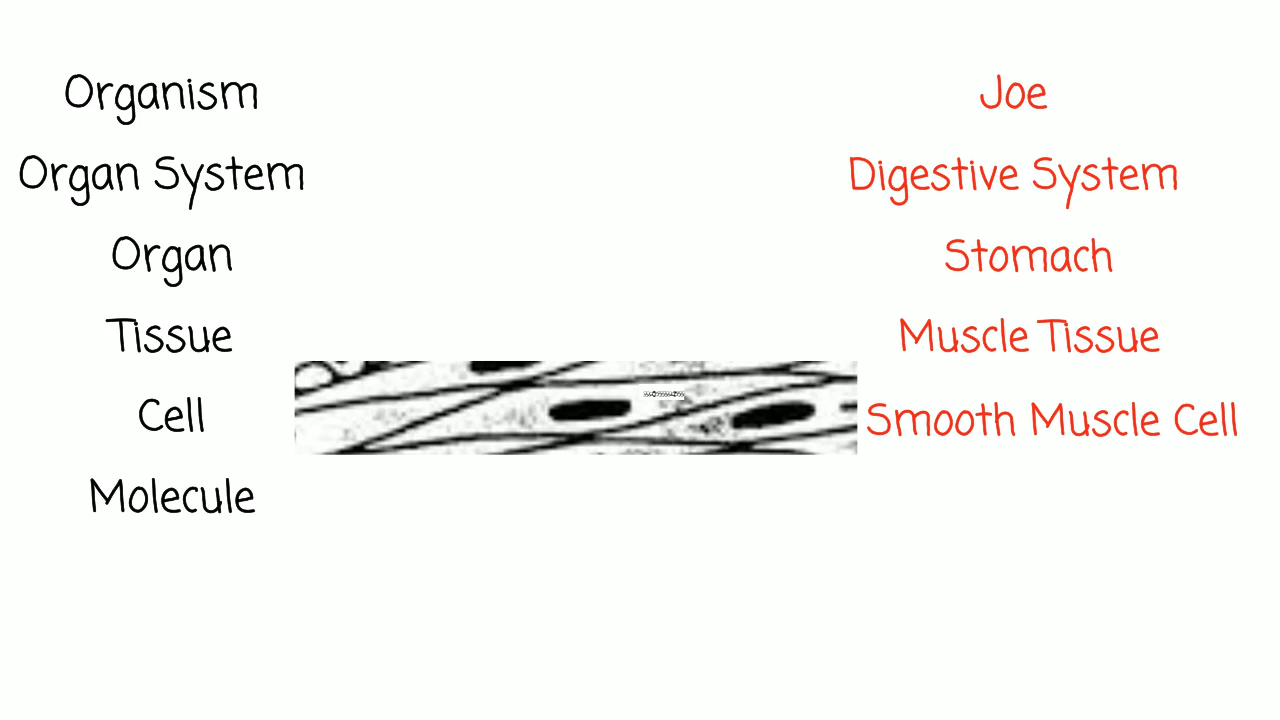 Organism Joe
Organ System Digestive System
Organ Stomach
Tissue Muscle Tissue
Cell Smooth Muscle Cell
Molecule